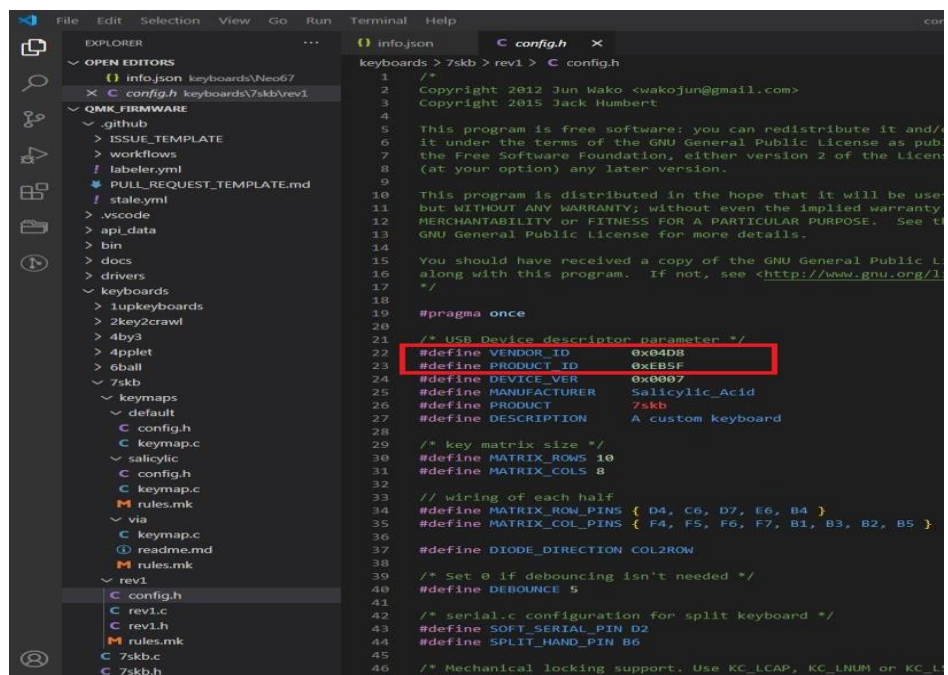 File Edit Selection View Go Run Terminal Help
EXPLORER ...
OPEN EDITORS
{} info.json keyboards\Neo67
× C config.h keyboards\7skb\rev1
QMK_FIRMWARE
.github
ISSUE_TEMPLATE
workflows
! labeler.yml
PULL_REQUEST_TEMPLATE.md
! stale.yml
.vscode
api_data
bin
docs
drivers
keyboards
1upkeyboards
2key2crawl
4by3
4pplet
6ball
7skb
keymaps
default
C config.h
C keymap.c
salicylic
C config.h
C keymap.c
rules.mk
via
C keymap.c
readme.md
rules.mk
rev1
C config.h
C rev1.c
C rev1.h
rules.mk
C 7skb.c
C 7skb.h
{} info.json C config.h ×
keyboards > 7skb > rev1 > C config.h
1 /*
2 Copyright 2012 Jun Wako <wakojun@gmail.com>
3 Copyright 2015 Jack Humbert
4
5 This program is free software: you can redistribute it and/
6 it under the terms of the GNU General Public License as pub
7 the Free Software Foundation, either version 2 of the Licen
8 (at your option) any later version.
9
10 This program is distributed in the hope that it will be use
11 but WITHOUT ANY WARRANTY; without even the implied warranty
12 MERCHANTABILITY or FITNESS FOR A PARTICULAR PURPOSE. See t
13 GNU General Public License for more details.
14
15 You should have received a copy of the GNU General Public L
16 along with this program. If not, see <http://www.gnu.org/l
17 */
18
19 #pragma once
20
21 /* USB Device descriptor parameter */
22 #define VENDOR_ID 0x04D8
23 #define PRODUCT_ID 0xEB5F
24 #define DEVICE_VER 0x0007
25 #define MANUFACTURER Salicylic_Acid
26 #define PRODUCT 7skb
27 #define DESCRIPTION A custom keyboard
28
29 /* key matrix size */
30 #define MATRIX_ROWS 10
31 #define MATRIX_COLS 8
32
33 // wiring of each half
34 #define MATRIX_ROW_PINS { D4, C6, D7, E6, B4 }
35 #define MATRIX_COL_PINS { F4, F5, F6, F7, B1, B3, B2, B5 }
36
37 #define DIODE_DIRECTION COL2ROW
38
39 /* Set 0 if debouncing isn't needed */
40 #define DEBOUNCE 5
41
42 /* serial.c configuration for split keyboard */
43 #define SOFT_SERIAL_PIN D2
44 #define SPLIT_HAND_PIN B6
45
46 /* Mechanical locking support. Use KC_LCAP, KC_LNUM or KC_L